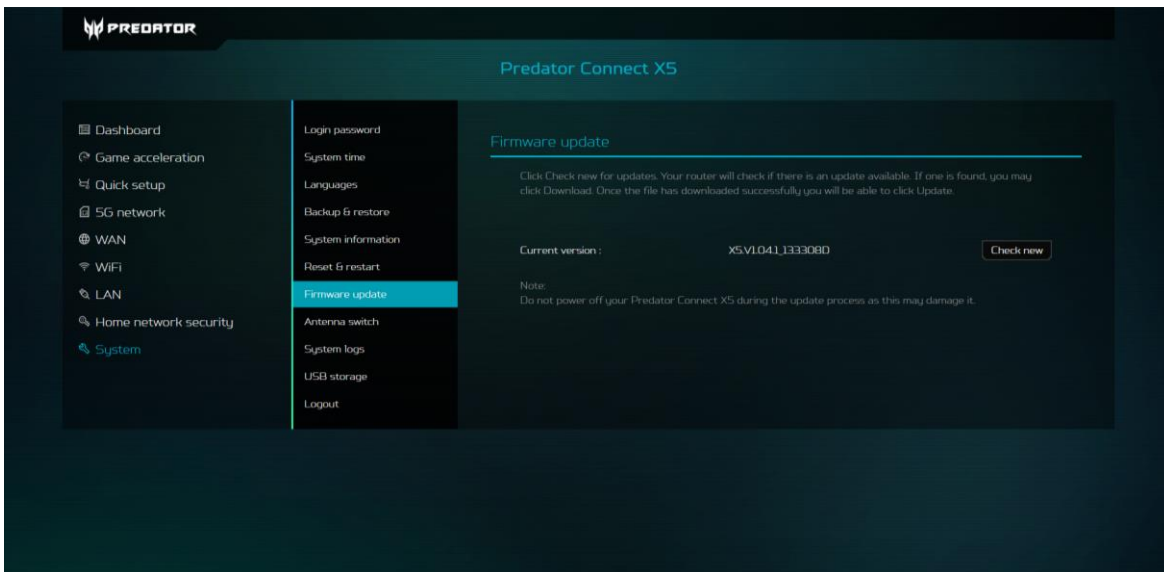 PREDATOR
Predator Connect X5
Dashboard
Game acceleration
Quick setup
5G network
WAN
WiFi
LAN
Home network security
System
Login password
System time
Languages
Backup & restore
System information
Reset & restart
Firmware update
Antenna switch
System logs
USB storage
Logout
Firmware update
Click Check new for updates. Your router will check if there is an update available. If one is found, you may
click Download. Once the file has downloaded successfully you will be able to click Update.
Current version :
X5.V1.04.1_133308D
Check new
Note:
Do not power off your Predator Connect X5 during the update process as this may damage it.